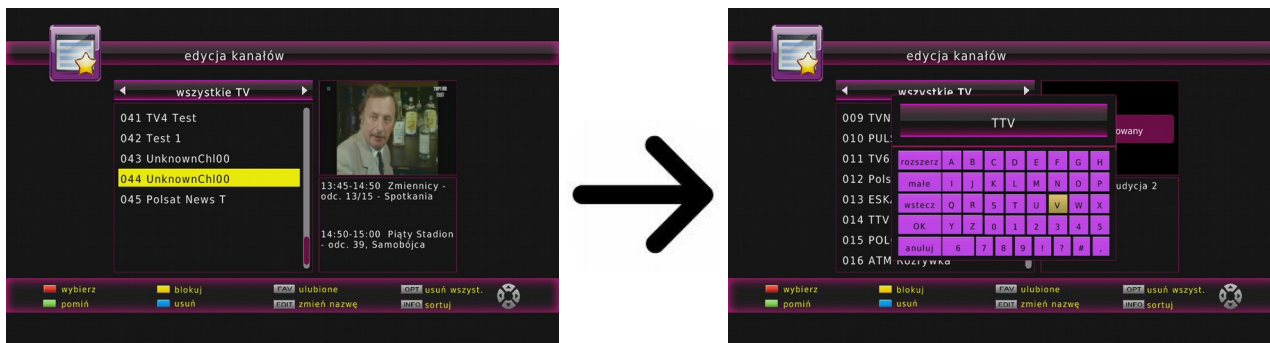 edycja kanałów
wszystkie TV
041 TV4 Test
042 Test 1
043 UnknownChl00
044 UnknownChl00
045 Polsat News T
13:45-14:50 Zmiennicy -
odc. 13/15 - Spotkania
14:50-15:00 Piąty Stadion
- odc. 39, Samobójca
wybierz
blokuj
FAV ulubione
OPT usuń wszyst.
pomiń
usuń
EDIT zmień nazwę
INFO sortuj
edycja kanałów
wszystkie TV
009 TVN
010 PUL
011 TV6
012 Pols
013 ESK
014 TTV
015 POL
016 ATM Rozrywka
owany
udycja 2
TTV
rozszerz A B C D E F G H
małe I J K L M N O P
wstecz Q R S T U V W X
OK Y Z 0 1 2 3 4 5
anuluj 6 7 8 9 ! ? # .
wybierz
blokuj
FAV ulubione
OPT usuń wszyst.
pomiń
usuń
EDIT zmień nazwę
INFO sortuj